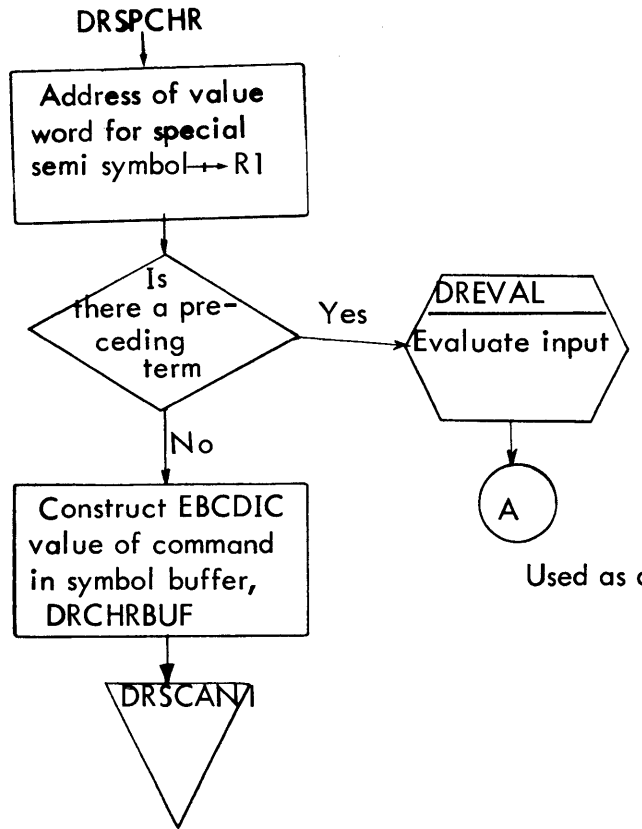 DRSPCHR
Address of value
word for special
semi symbol → R1
Is
there a pre-
ceding
term
Yes
DREVAL
Evaluate input
No
A
Construct EBCDIC
value of command
in symbol buffer,
DRCHRBUF
Used as
DRSCAN1